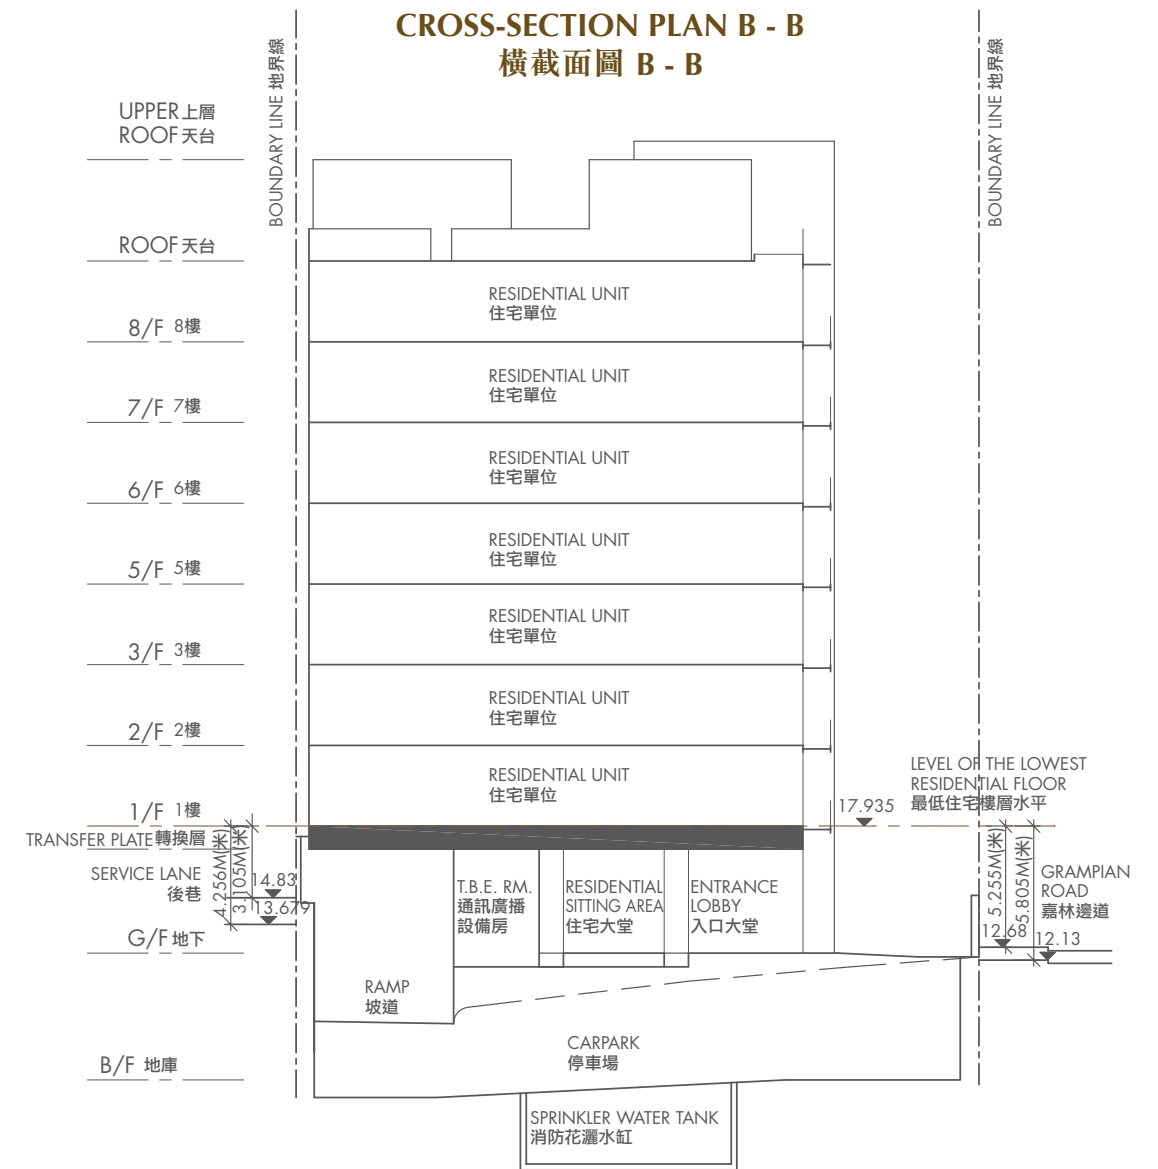 CROSS-SECTION PLAN B - B
橫截面圖 B - B
BOUNDARY LINE 地界線
BOUNDARY LINE 地界線
UPPER 上層
ROOF 天台
ROOF 天台
RESIDENTIAL UNIT
住宅單位
8/F 8樓
RESIDENTIAL UNIT
住宅單位
7/F 7樓
RESIDENTIAL UNIT
住宅單位
6/F 6樓
RESIDENTIAL UNIT
住宅單位
5/F 5樓
RESIDENTIAL UNIT
住宅單位
3/F 3樓
RESIDENTIAL UNIT
住宅單位
2/F 2樓
RESIDENTIAL UNIT
住宅單位
1/F 1樓
LEVEL OF THE LOWEST
RESIDENTIAL FLOOR
最低住宅樓層水平
17.935
TRANSFER PLATE 轉換層
SERVICE LANE
後巷
4.256M(米)
3.105M(米)
14.83
13.679
G/F 地下
T.B.E. RM.
通訊廣播
設備房
RESIDENTIAL
SITTING AREA
住宅大堂
ENTRANCE
LOBBY
入口大堂
5.255M(米)
5.805M(米)
GRAMPIAN
ROAD
嘉林邊道
12.68
12.13
RAMP
坡道
CARPARK
停車場
B/F 地庫
SPRINKLER WATER TANK
消防花灑水缸